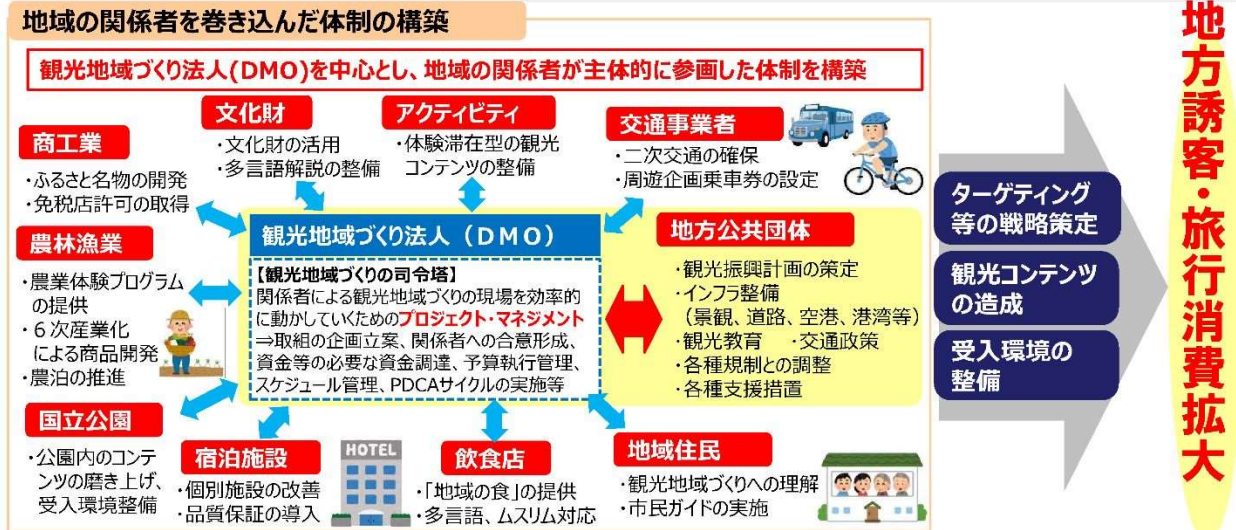 地域の関係者を巻き込んだ体制の構築
観光地域づくり法人(DMO)を中心とし、地域の関係者が主体的に参画した体制を構築
商工業
・ふるさと名物の開発
・免税店許可の取得
文化財
・文化財の活用
・多言語解説の整備
アクティビティ
・体験滞在型の観光
コンテンツの整備
交通事業者
・二次交通の確保
・周遊企画乗車券の設定
農林漁業
・農業体験プログラム
の提供
・6次産業化
による商品開発
・農泊の推進
観光地域づくり法人（DMO）
【観光地域づくりの司令塔】
関係者による観光地域づくりの現場を効率的
に動かしていくためのプロジェクト・マネジメント
⇒取組の企画立案、関係者への合意形成、
資金等の必要な資金調達、予算執行管理、
スケジュール管理、PDCAサイクルの実施等
地方公共団体
・観光振興計画の策定
・インフラ整備
（景観、道路、空港、港湾等）
・観光教育 ・交通政策
・各種規制との調整
・各種支援措置
国立公園
・公園内のコンテ
ンツの磨き上げ、
受入環境整備
宿泊施設
・個別施設の改善
・品質保証の導入
HOTEL
飲食店
・「地域の食」の提供
・多言語、ムスリム対応
地域住民
・観光地域づくりへの理解
・市民ガイドの実施
ターゲティング
等の戦略策定
観光コンテンツ
の造成
受入環境の
整備
地方誘客・旅行消費拡大